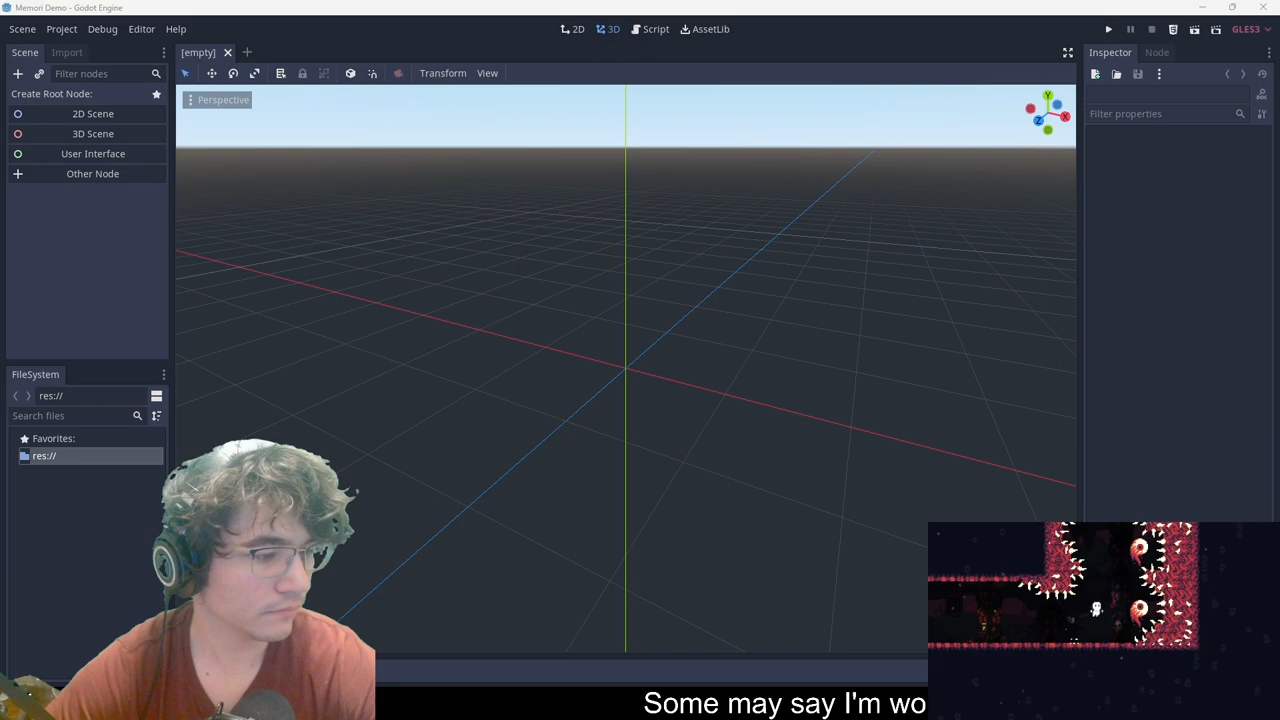 Memori Demo - Godot Engine
Scene Project Debug Editor Help
2D 3D Script AssetLib
GLES3
Scene Import
[empty]
Inspector Node
Filter nodes
Transform View
Create Root Node:
2D Scene
3D Scene
User Interface
Other Node
Perspective
Y
X
Z
Filter properties
FileSystem
res://
Search files
Favorites:
res://
Some may say I'm wo